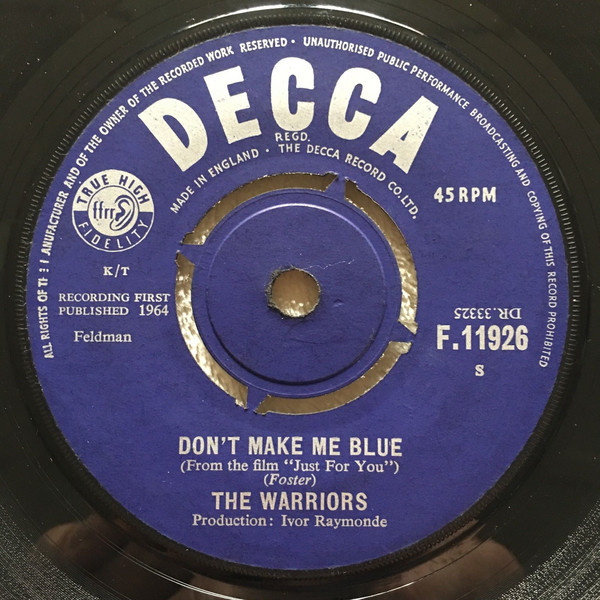 ALL RIGHTS OF THE MANUFACTURER AND OF THE OWNER OF THE RECORDED WORK RESERVED · UNAUTHORISED PUBLIC PERFORMANCE BROADCASTING AND COPYING OF THIS RECORD PROHIBITED
DECCA
REGD.
MADE IN ENGLAND · THE DECCA RECORD CO. LTD.
TRUE HIGH
ffrr
FIDELITY
45 RPM
K/T
RECORDING FIRST
PUBLISHED 1964
Feldman
DR.33325
F.11926
S
DON'T MAKE ME BLUE
(From the film "Just For You")
(Foster)
THE WARRIORS
Production: Ivor Raymonde